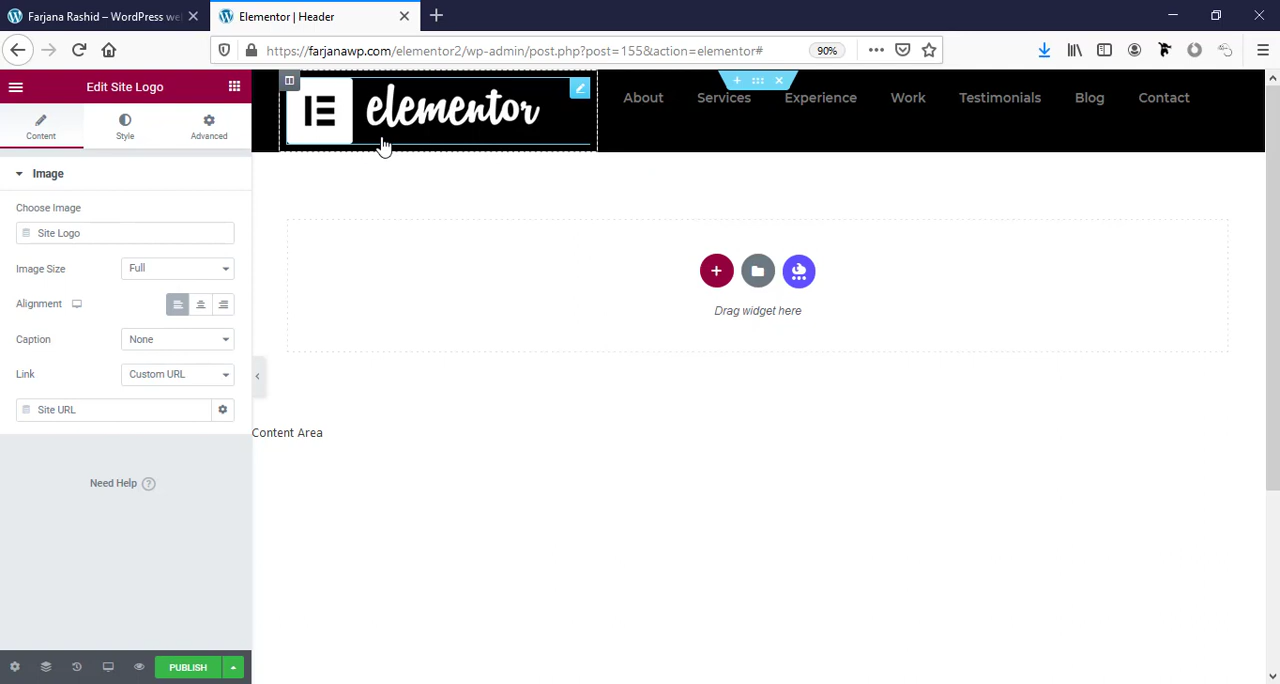 Farjana Rashid – WordPress we
Elementor | Header
https://farjanawp.com/elementor2/wp-admin/post.php?post=155&action=elementor#
90%
Edit Site Logo
elementor
About Services Experience Work Testimonials Blog Contact
Content Style Advanced
Image
Choose Image
Site Logo
Image Size Full
Alignment
Caption None
Link Custom URL
Site URL
Need Help ?
Drag widget here
Content Area
PUBLISH